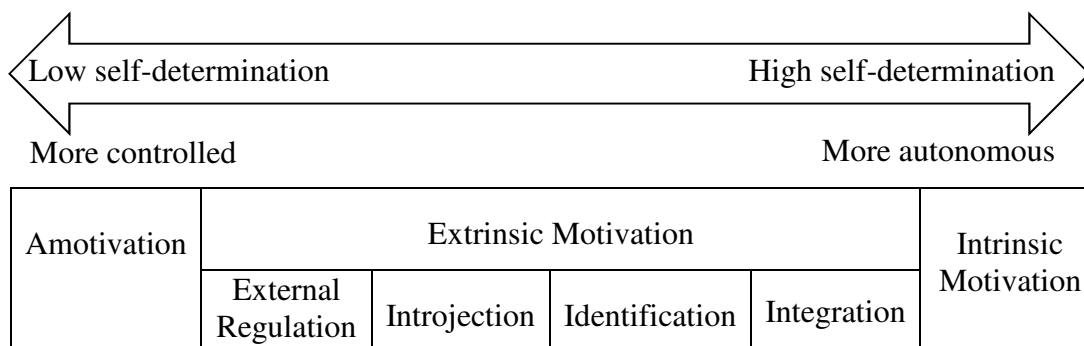 Low self-determination High self-determination
More controlled More autonomous
Amotivation Extrinsic Motivation Intrinsic
Motivation
External
Regulation Introjection Identification Integration